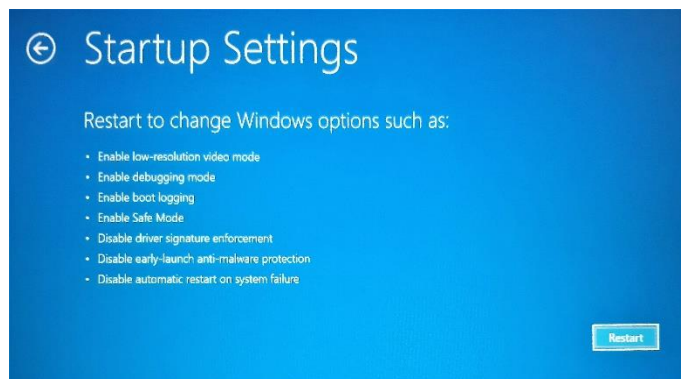 Startup Settings
Restart to change Windows options such as:
• Enable low-resolution video mode
• Enable debugging mode
• Enable boot logging
• Enable Safe Mode
• Disable driver signature enforcement
• Disable early-launch anti-malware protection
• Disable automatic restart on system failure
Restart